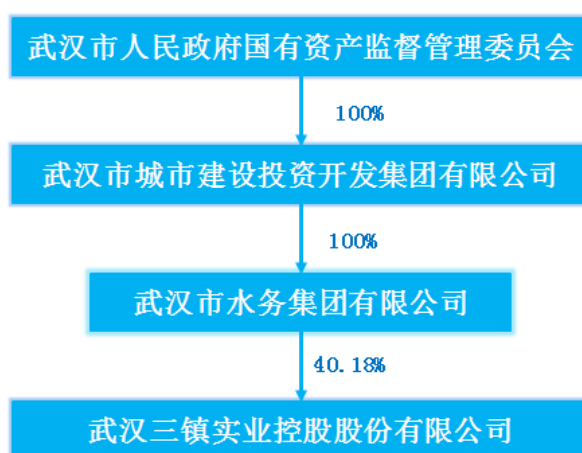 武汉市人民政府国有资产监督管理委员会
100%
武汉市城市建设投资开发集团有限公司
100%
武汉市水务集团有限公司
40.18%
武汉三镇实业控股股份有限公司